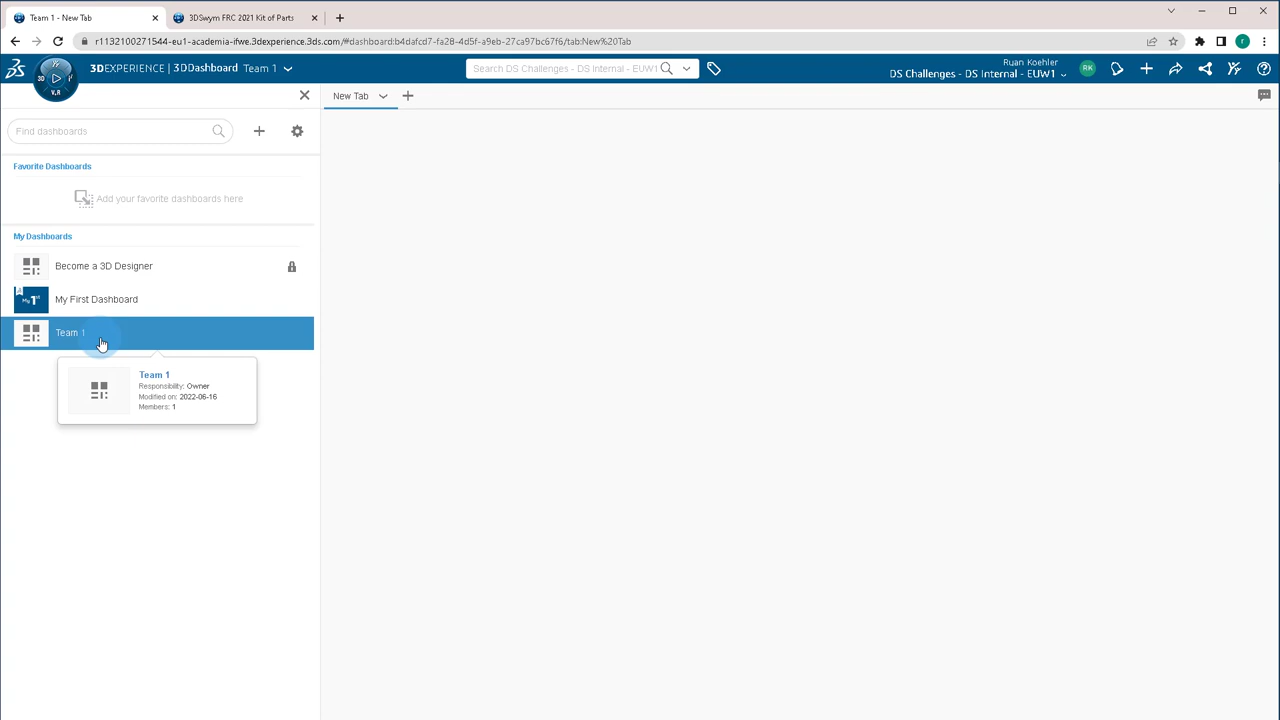 Team 1 - New Tab
3DSwym FRC 2021 Kit of Parts
r1132100271544-eu1-academia-ifwe.3dexperience.3ds.com/#dashboard:b4dafcd7-fa28-4d5f-a9eb-27ca97bc67f6/tab:New%20Tab
r
3DEXPERIENCE | 3DDashboard Team 1
3D
V.R
Search DS Challenges - DS Internal - EUW1
Ruan Koehler
DS Challenges - DS Internal - EUW1
RK
New Tab
Find dashboards
Favorite Dashboards
Add your favorite dashboards here
My Dashboards
Become a 3D Designer
My 1st
My First Dashboard
Team 1
Team 1
Responsibility: Owner
Modified on: 2022-06-16
Members: 1